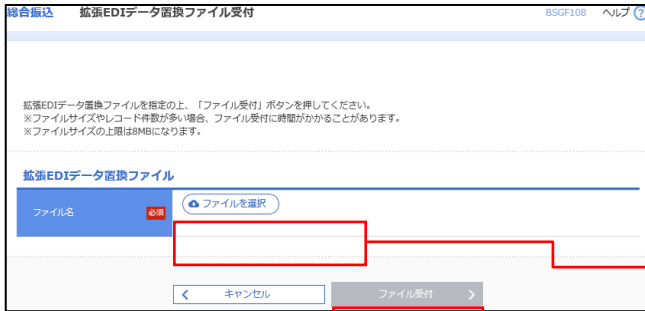 総合振込 拡張EDIデータ置換ファイル受付 BSGF108 ヘルプ ?
拡張EDIデータ置換ファイルを指定の上、「ファイル受付」ボタンを押してください。
※ファイルサイズやレコード件数が多い場合、ファイル受付に時間がかかることがあります。
※ファイルサイズの上限は8MBになります。
拡張EDIデータ置換ファイル
ファイル名 必須 ファイルを選択
キャンセル ファイル受付